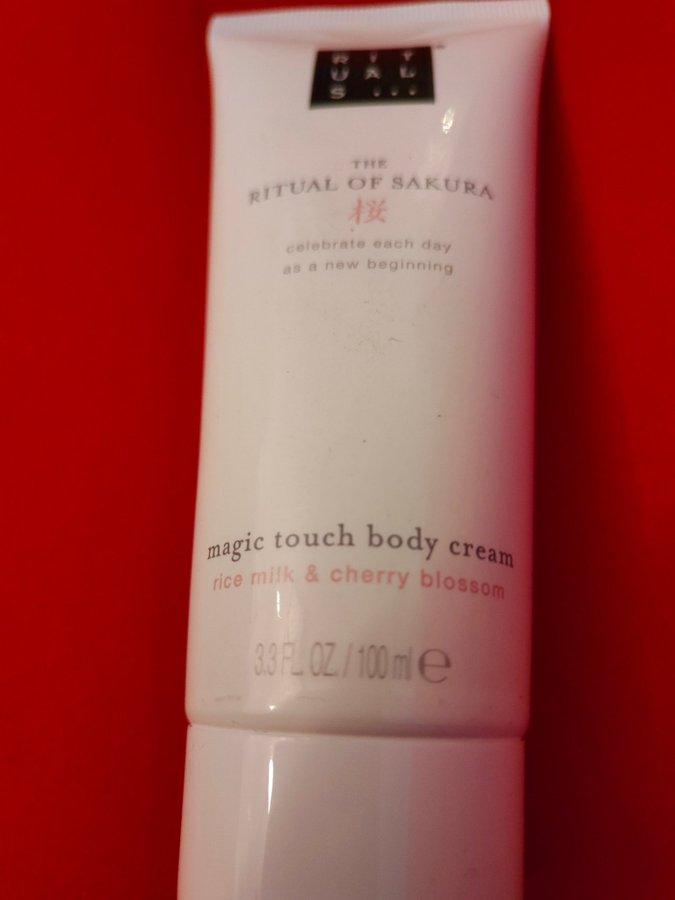 RIT
UAL
S...
THE
RITUAL OF SAKURA
桜
celebrate each day
as a new beginning
magic touch body cream
rice milk & cherry blossom
3.3 FL. OZ. / 100 ml ℮